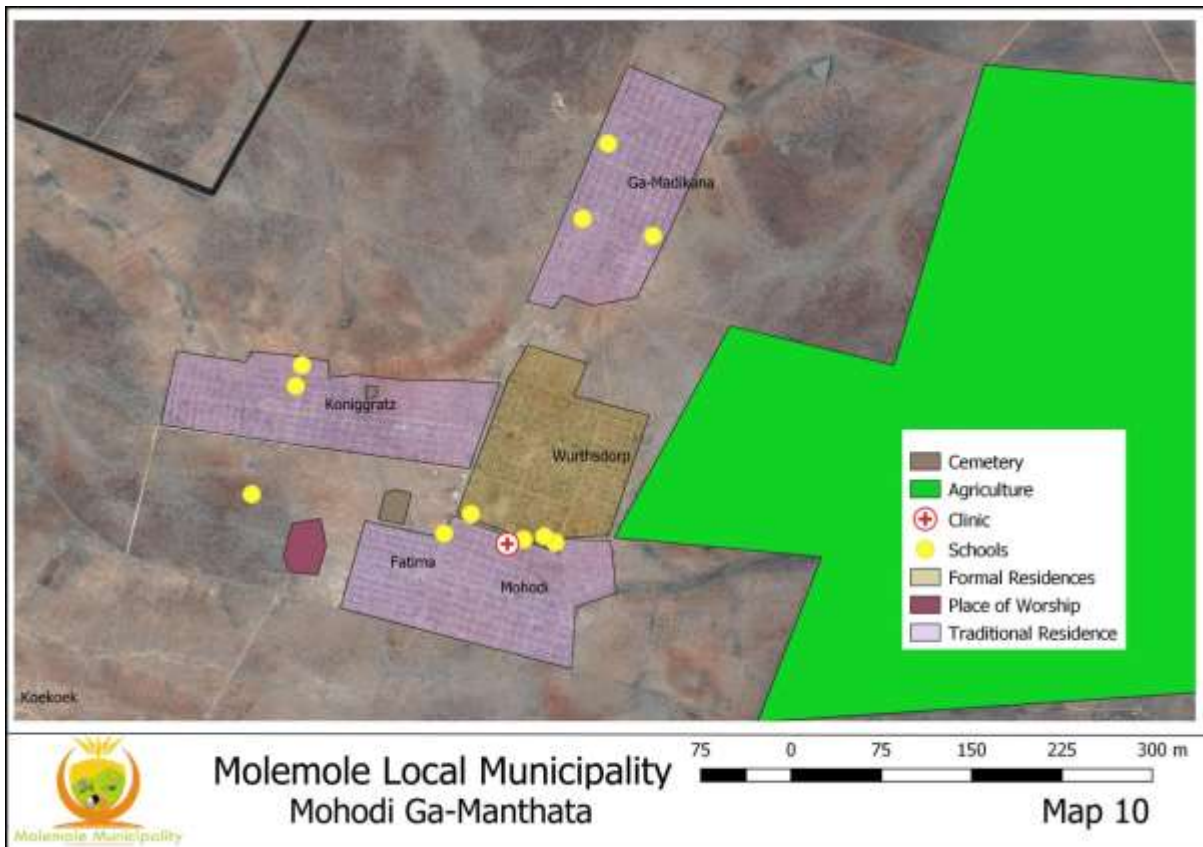 Ga-Madikana
Koniggratz
Wurthsdorp
Fatima
Mohodi
Koekoek
Cemetery
Agriculture
Clinic
Schools
Formal Residences
Place of Worship
Traditional Residence
Molemole Municipality
Molemole Local Municipality
Mohodi Ga-Manthata
75 0 75 150 225 300 m
Map 10